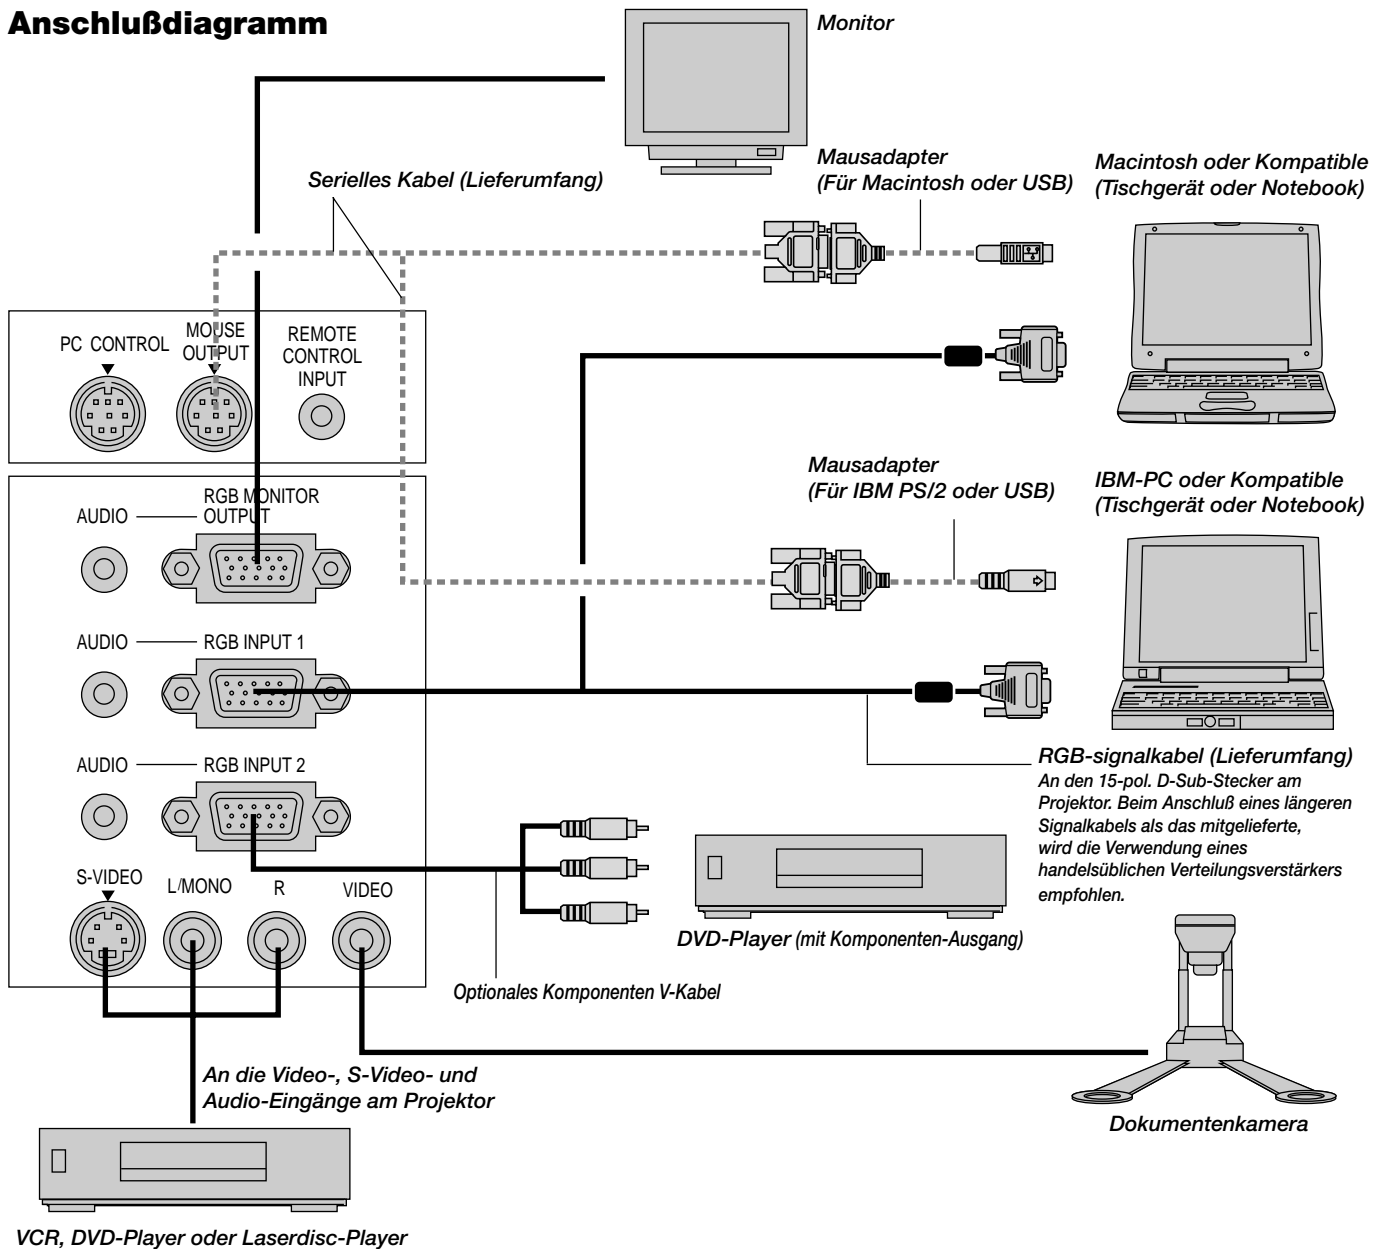 Anschlußdiagramm
Monitor
Serielles Kabel (Lieferumfang)
Mausadapter
(Für Macintosh oder USB)
Macintosh oder Kompatible
(Tischgerät oder Notebook)
PC CONTROL
MOUSE
OUTPUT
REMOTE
CONTROL
INPUT
Mausadapter
(Für IBM PS/2 oder USB)
IBM-PC oder Kompatible
(Tischgerät oder Notebook)
AUDIO
RGB MONITOR
OUTPUT
AUDIO
RGB INPUT 1
AUDIO
RGB INPUT 2
RGB-signalkabel (Lieferumfang)
An den 15-pol. D-Sub-Stecker am
Projektor. Beim Anschluß eines längeren
Signalkabels als das mitgelieferte,
wird die Verwendung eines
handelsüblichen Verteilungsverstärkers
empfohlen.
S-VIDEO
L/MONO
R
VIDEO
DVD-Player (mit Komponenten-Ausgang)
Optionales Komponenten V-Kabel
An die Video-, S-Video- und
Audio-Eingänge am Projektor
Dokumentenkamera
VCR, DVD-Player oder Laserdisc-Player